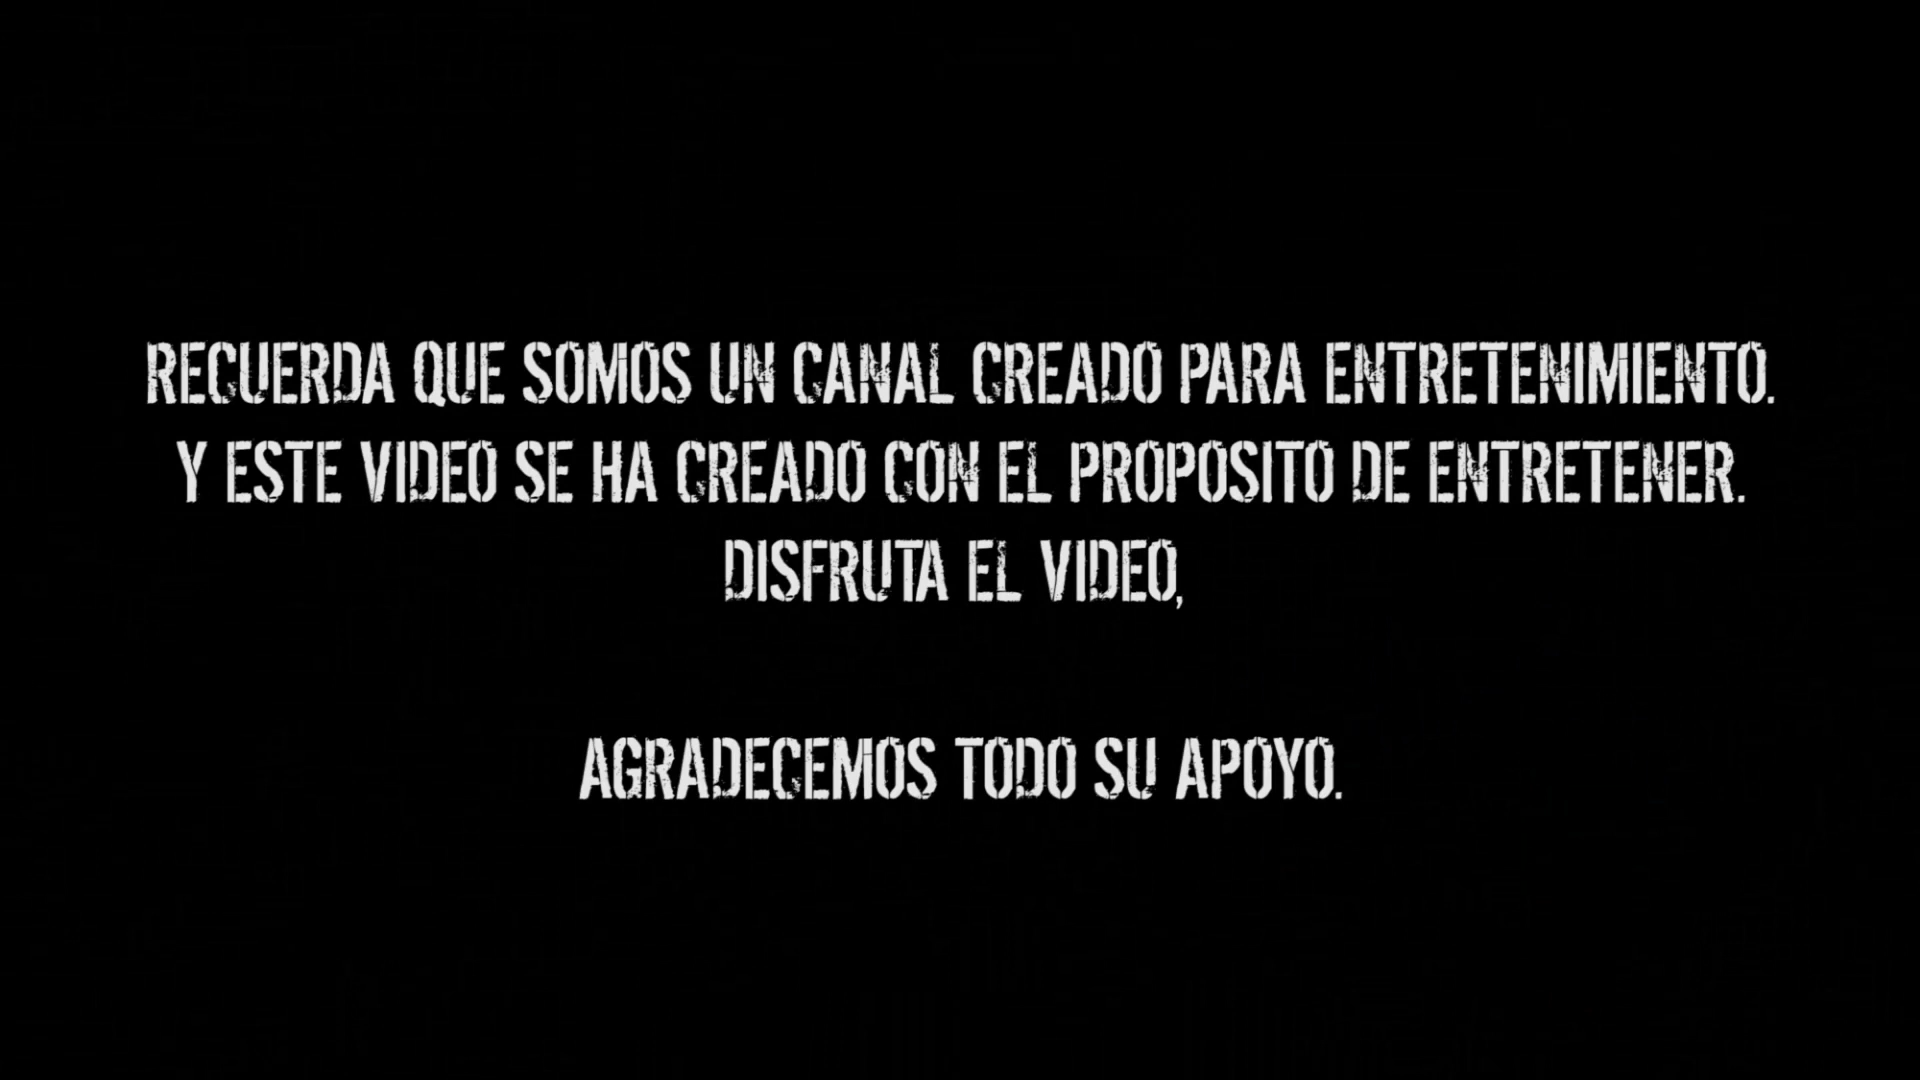 RECUERDA QUE SOMOS UN CANAL CREADO PARA ENTRETENIMIENTO.
Y ESTE VIDEO SE HA CREADO CON EL PROPOSITO DE ENTRETENER.
DISFRUTA EL VIDEO,
AGRADECEMOS TODO SU APOYO.